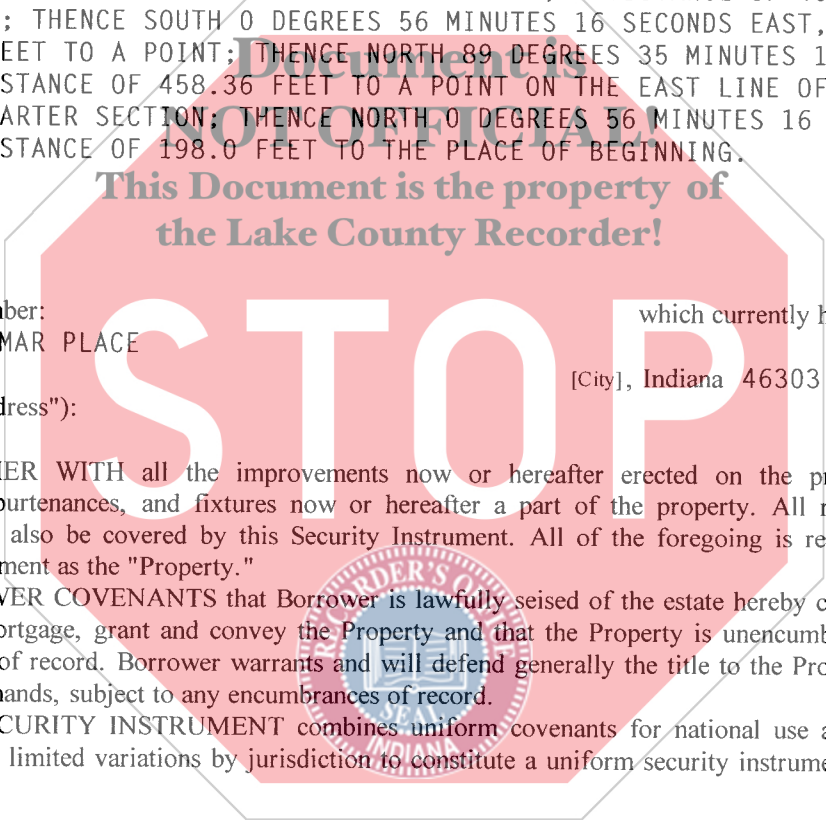 ; THENCE SOUTH 0 DEGREES 56 MINUTES 16 SECONDS EAST,
EET TO A POINT; THENCE NORTH 89 DEGREES 35 MINUTES 1
STANCE OF 458.36 FEET TO A POINT ON THE EAST LINE OF
ARTER SECTION; THENCE NORTH 0 DEGREES 56 MINUTES 16
STANCE OF 198.0 FEET TO THE PLACE OF BEGINNING.
Document is
NOT OFFICIAL!
This Document is the property of
the Lake County Recorder!
STOP
ber:
which currently h
MAR PLACE
[City], Indiana 46303
dress"):
ER WITH all the improvements now or hereafter erected on the pr
purtenances, and fixtures now or hereafter a part of the property. All r
also be covered by this Security Instrument. All of the foregoing is re
ment as the "Property."
VER COVENANTS that Borrower is lawfully seised of the estate hereby c
ortgage, grant and convey the Property and that the Property is unencumb
of record. Borrower warrants and will defend generally the title to the Pro
nands, subject to any encumbrances of record.
CURITY INSTRUMENT combines uniform covenants for national use a
limited variations by jurisdiction to constitute a uniform security instrume
RECORDER'S OFFICE
SEAL
INDIANA